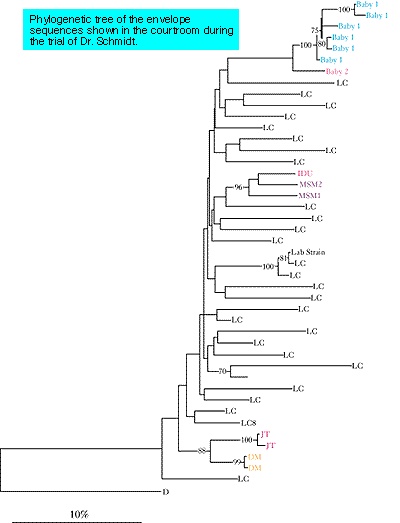 Phylogenetic tree of the envelope
sequences shown in the courtroom during
the trial of Dr. Schmidt.
Baby 1
100
Baby 1
Baby 1
75
Baby 1
80
100
Baby 1
Baby 1
Baby 2
LC
LC
LC
LC
LC
LC
LC
LC
IDU
96
MSM2
MSM1
LC
LC
LC
LC
Lab Strain
81
LC
100
LC
LC
LC
LC
LC
LC
LC
LC
LC
70
LC
LC
LC
LC8
JT
100
JT
88
DM
99
DM
LC
D
10%